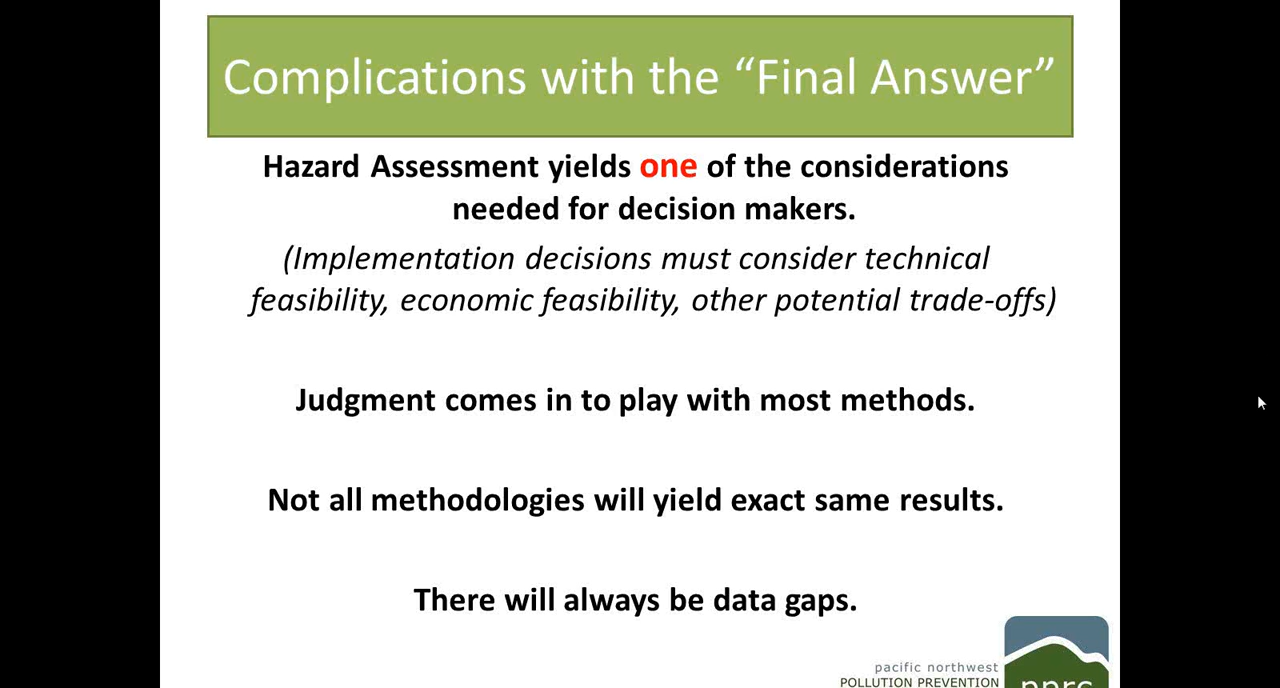 Complications with the “Final Answer”
Hazard Assessment yields one of the considerations
needed for decision makers.
(Implementation decisions must consider technical
feasibility, economic feasibility, other potential trade-offs)
Judgment comes in to play with most methods.
Not all methodologies will yield exact same results.
There will always be data gaps.
pacific northwest
POLLUTION PREVENTION
pprc